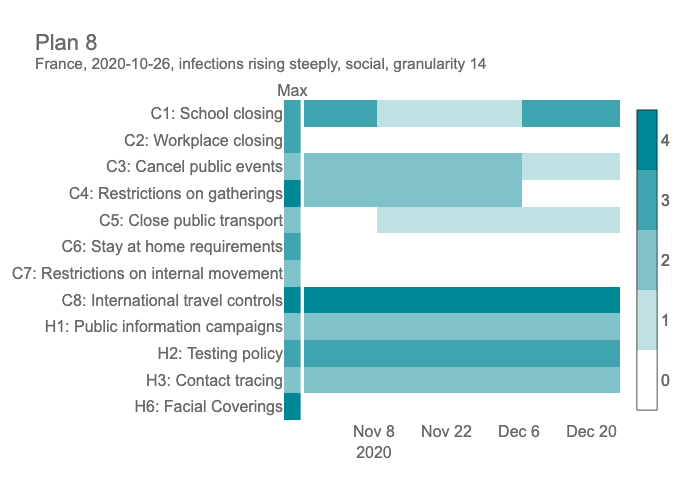 Plan 8
France, 2020-10-26, infections rising steeply, social, granularity 14
Max
C1: School closing
C2: Workplace closing
C3: Cancel public events
C4: Restrictions on gatherings
C5: Close public transport
C6: Stay at home requirements
C7: Restrictions on internal movement
C8: International travel controls
H1: Public information campaigns
H2: Testing policy
H3: Contact tracing
H6: Facial Coverings
4
3
2
1
0
Nov 8 Nov 22 Dec 6 Dec 20
2020